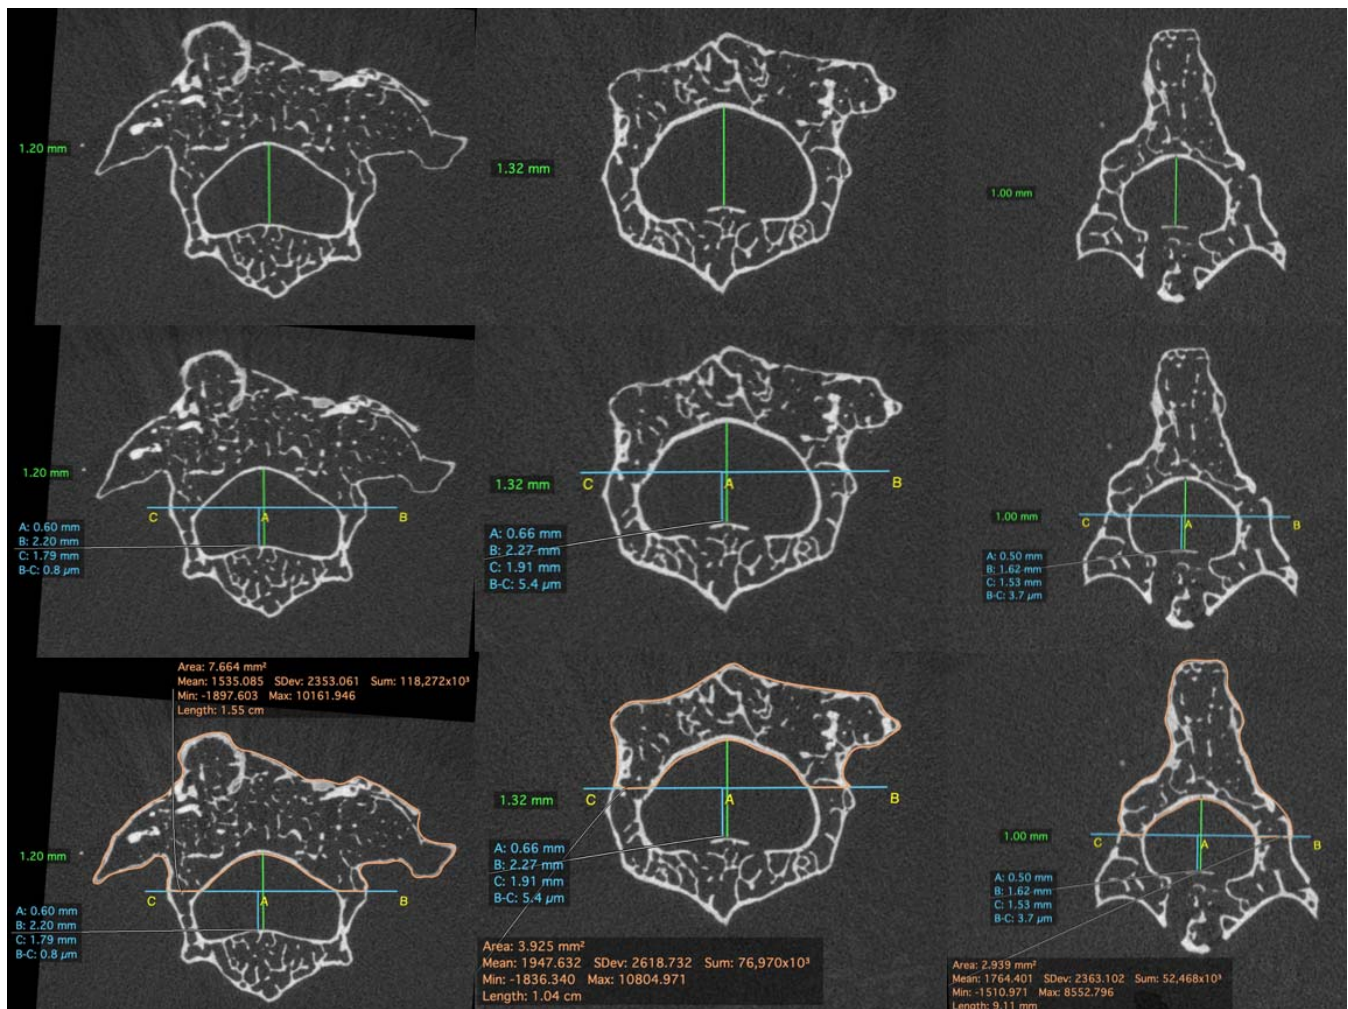 1.20 mm
1.32 mm
1.00 mm
1.20 mm
C A B
A: 0.60 mm
B: 2.20 mm
C: 1.79 mm
B-C: 0.8 µm
1.32 mm
C A B
A: 0.66 mm
B: 2.27 mm
C: 1.91 mm
B-C: 5.4 µm
1.00 mm
C A B
A: 0.50 mm
B: 1.62 mm
C: 1.53 mm
B-C: 3.7 µm
Area: 7.664 mm²
Mean: 1535.085 SDev: 2353.061 Sum: 118,272x10³
Min: -1897.603 Max: 10161.946
Length: 1.55 cm
1.20 mm
C A B
A: 0.60 mm
B: 2.20 mm
C: 1.79 mm
B-C: 0.8 µm
1.32 mm
C A B
A: 0.66 mm
B: 2.27 mm
C: 1.91 mm
B-C: 5.4 µm
Area: 3.925 mm²
Mean: 1947.632 SDev: 2618.732 Sum: 76,970x10³
Min: -1836.340 Max: 10804.971
Length: 1.04 cm
1.00 mm
C A B
A: 0.50 mm
B: 1.62 mm
C: 1.53 mm
B-C: 3.7 µm
Area: 2.939 mm²
Mean: 1764.401 SDev: 2363.102 Sum: 52,468x10³
Min: -1510.971 Max: 8552.796
Length: 9.11 mm